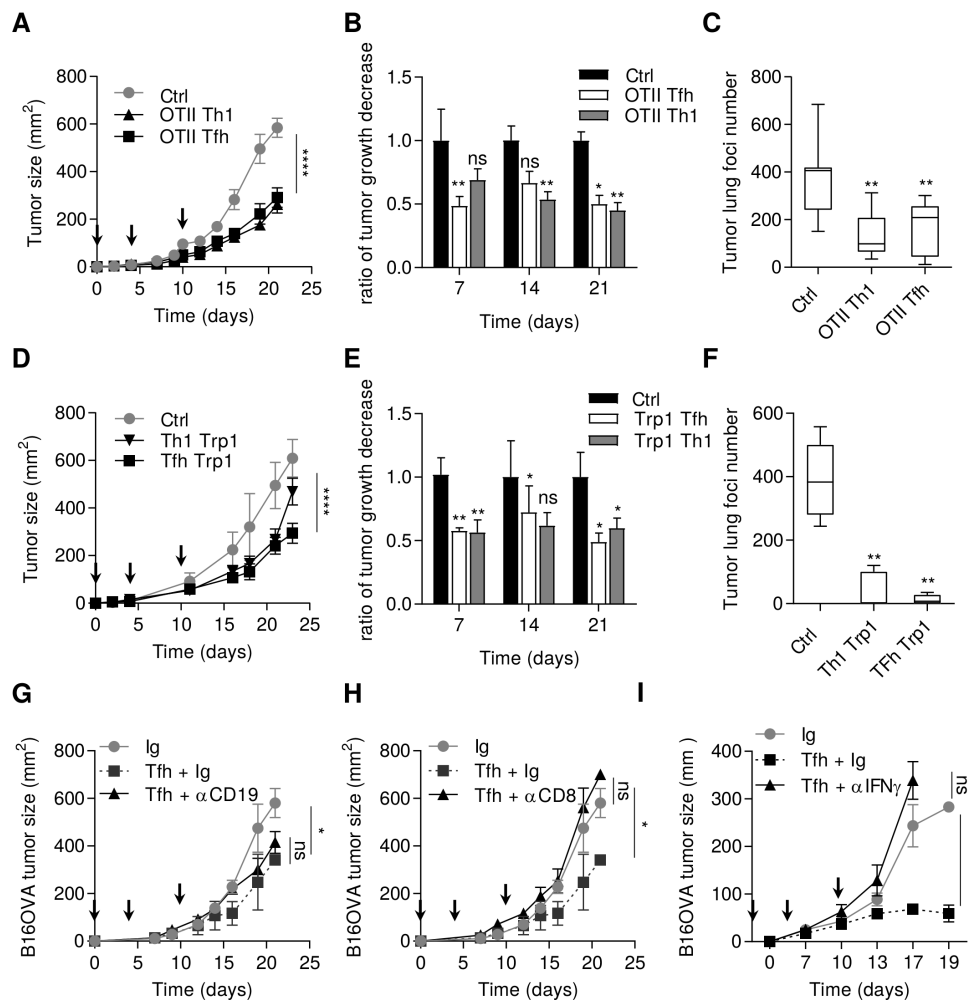 A
Tumor size (mm²)
800
600
400
200
0
0 5 10 15 20 25
Time (days)
Ctrl
OTII Th1
OTII Tfh
****
B
ratio of tumor growth decrease
1.5
1.0
0.5
0.0
7 14 21
Time (days)
Ctrl
OTII Tfh
OTII Th1
** ns ns ** * **
C
Tumor lung foci number
800
600
400
200
0
** **
Ctrl
OTII Th1
OTII Tfh
D
Tumor size (mm²)
800
600
400
200
0
0 5 10 15 20 25
Time (days)
Ctrl
Th1 Trp1
Tfh Trp1
****
E
ratio of tumor growth decrease
1.5
1.0
0.5
0.0
7 14 21
Time (days)
Ctrl
Trp1 Tfh
Trp1 Th1
** ** * ns * *
F
Tumor lung foci number
600
400
200
0
** **
Ctrl
Th1 Trp1
TFh Trp1
G
B16OVA tumor size (mm²)
800
600
400
200
0
0 5 10 15 20 25
Time (days)
Ig
Tfh + Ig
Tfh + αCD19
ns *
H
B16OVA tumor size (mm²)
800
600
400
200
0
0 5 10 15 20 25
Time (days)
Ig
Tfh + Ig
Tfh + αCD8
ns *
I
B16OVA tumor size (mm )
400
300
200
100
0
0 7 10 13 17 19
Time (days)
Ig
Tfh + Ig
Tfh + αIFNγ
ns